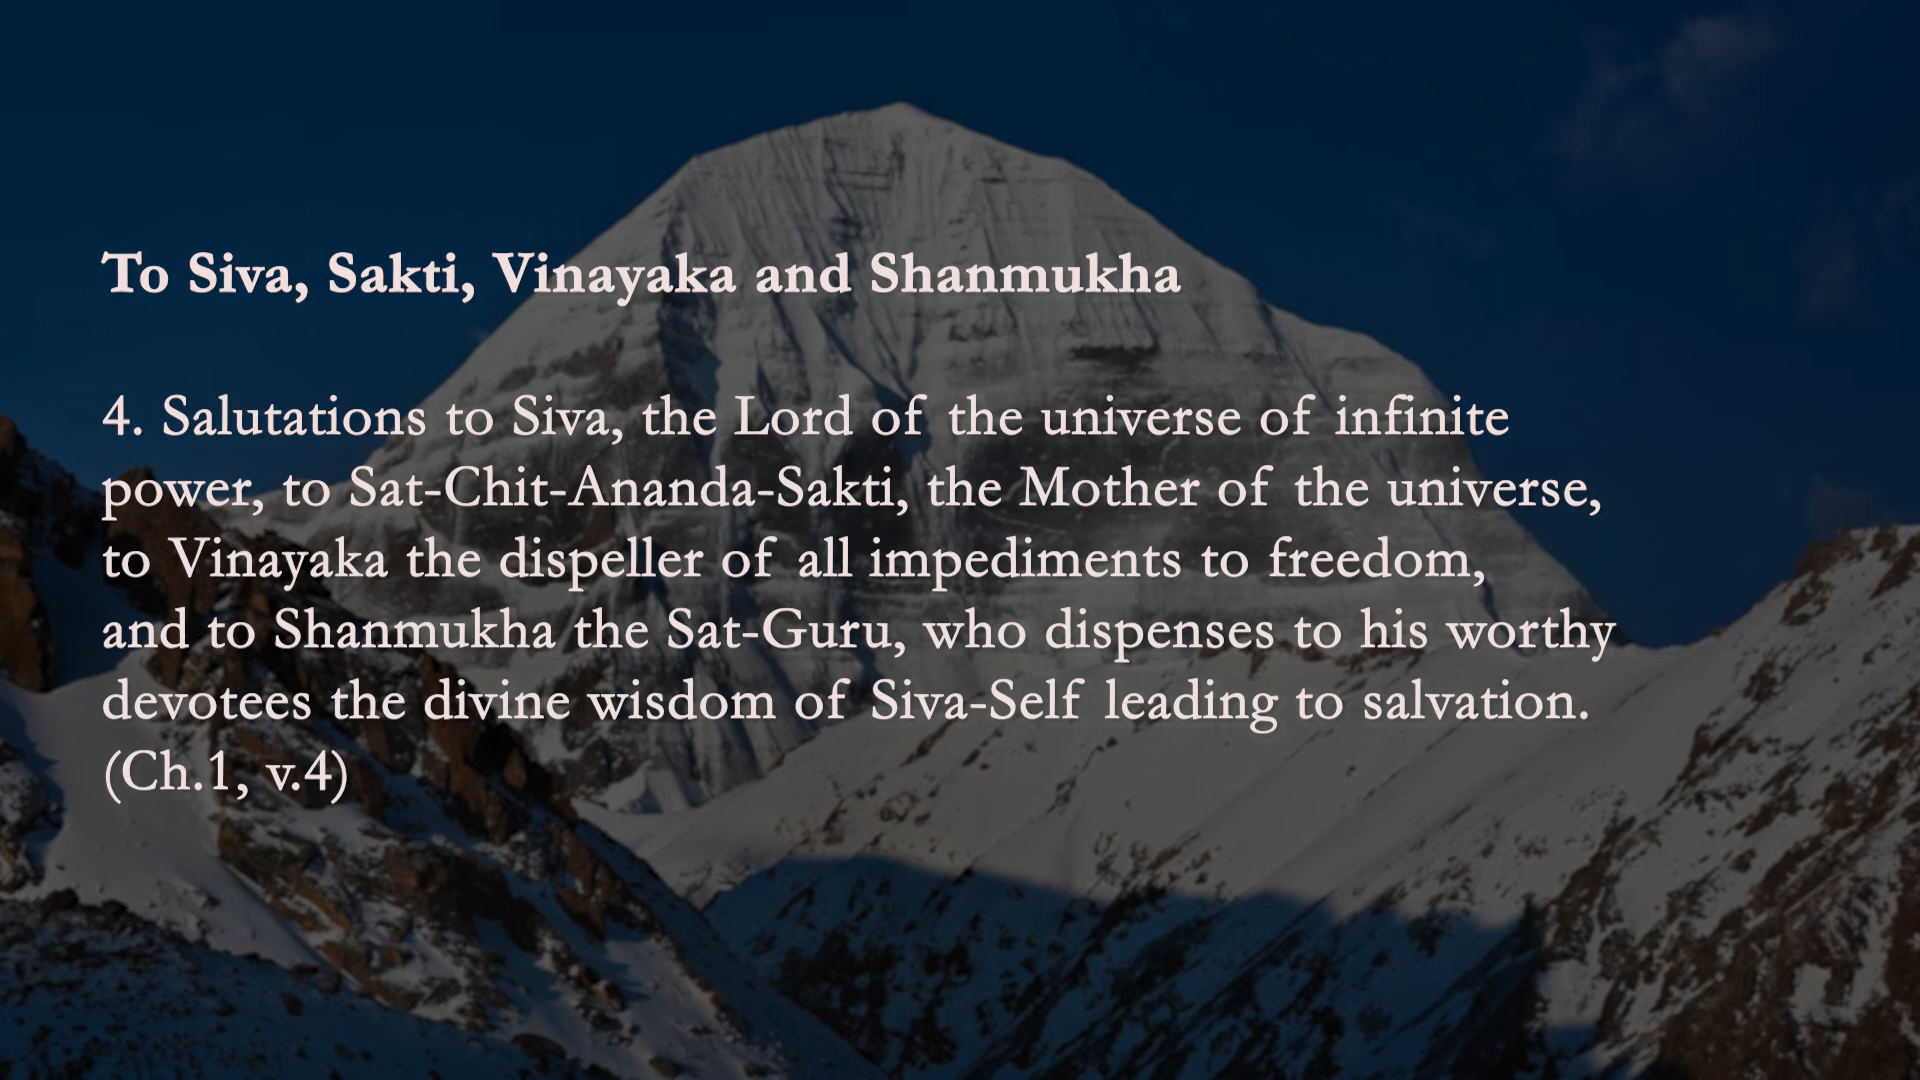 To Siva, Sakti, Vinayaka and Shanmukha
4. Salutations to Siva, the Lord of the universe of infinite
power, to Sat-Chit-Ananda-Sakti, the Mother of the universe,
to Vinayaka the dispeller of all impediments to freedom,
and to Shanmukha the Sat-Guru, who dispenses to his worthy
devotees the divine wisdom of Siva-Self leading to salvation.
(Ch.1, v.4)